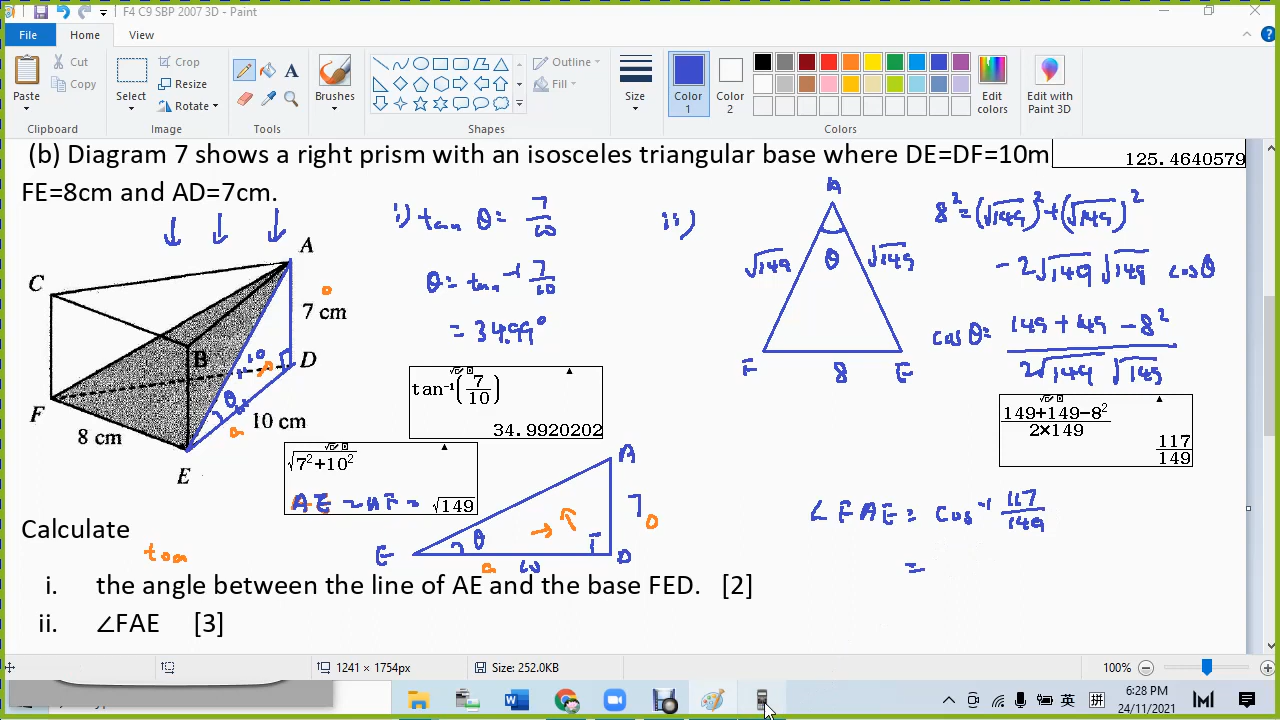 F4 C9 SBP 2007 3D - Paint
File Home View
Paste Cut Copy Clipboard
Select Crop Resize Rotate Image
Tools
Brushes
Outline Fill Shapes
Size
Color 1 Color 2 Edit colors Colors
Edit with Paint 3D
(b) Diagram 7 shows a right prism with an isosceles triangular base where DE=DF=10m
125.4640579
FE=8cm and AD=7cm.
A
C
7 cm
o
B
D
10
a
θ
F
10 cm
a
8 cm
E
i) tan θ = 7/10
θ = tan⁻¹ 7/10
= 34.99°
tan⁻¹(7/10)
34.9920202
√7²+10²
AE = AF = √149
A
7 o
E θ D
a 10
ii)
A
√149 θ √149
F 8 E
8² = (√149)² + (√149)²
- 2√149 √149 cos θ
cos θ = 149 + 149 - 8² / 2√149 √149
149+149-8² / 2×149
117/149
∠FAE = cos⁻¹ 117/149
=
Calculate
toa
i. the angle between the line of AE and the base FED. [2]
ii. ∠FAE [3]
1241 × 1754px
Size: 252.0KB
100%
英
拼
6:28 PM
24/11/2021